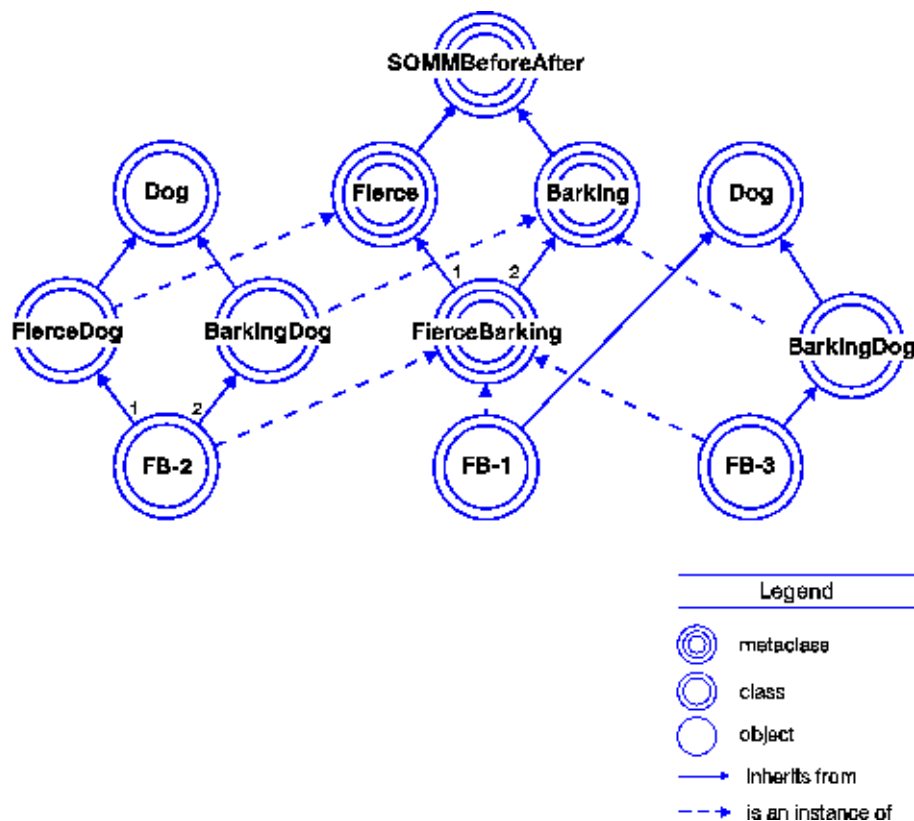 SOMMBeforeAfter
Dog
Fierce
Barking
Dog
1
2
FierceDog
BarkingDog
FierceBarking
BarkingDog
1
2
FB-2
FB-1
FB-3
Legend
metaclass
class
object
Inherits from
is an instance of